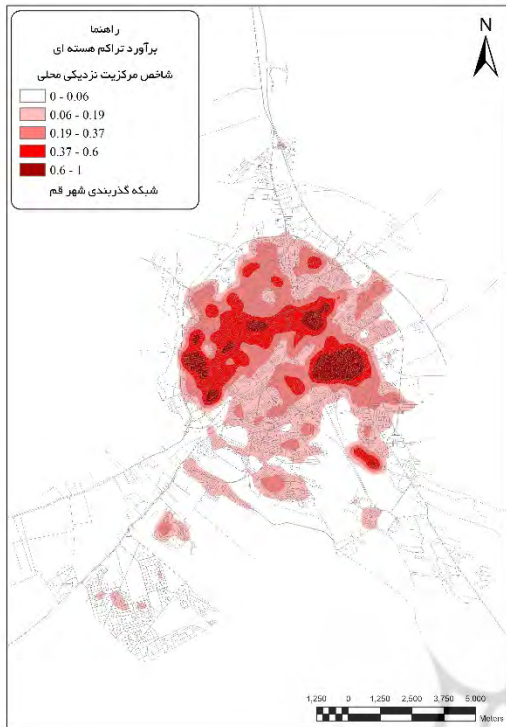 راهنما
برآورد تراکم هسته ای
شاخص مرکزیت نزدیکی محلی
0 - 0.06
0.06 - 0.19
0.19 - 0.37
0.37 - 0.6
0.6 - 1
شبکه گذربندی شهر قم
N
1,250 0 1,250 2,500 3,750 5,000
Meters